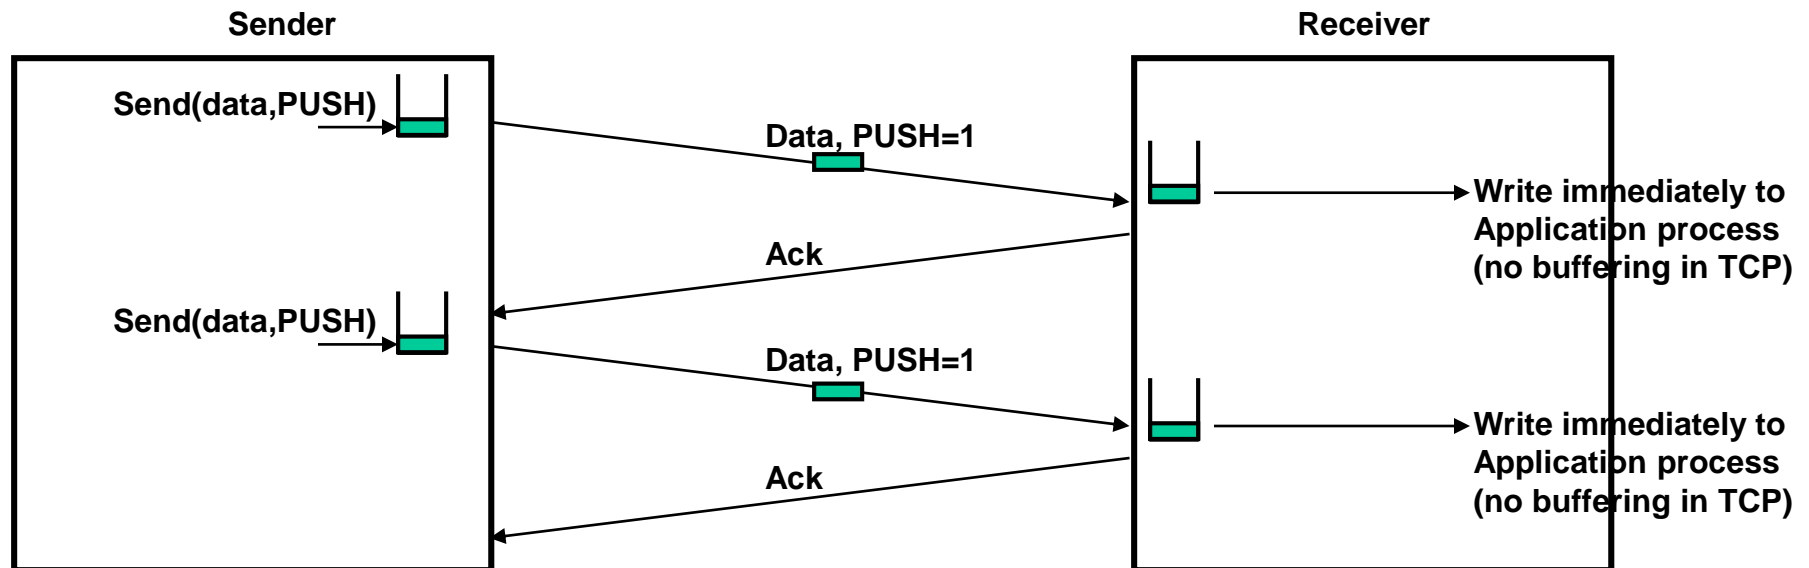 Sender
Receiver
Send(data,PUSH)
Data, PUSH=1
Write immediately to
Application process
(no buffering in TCP)
Ack
Send(data,PUSH)
Data, PUSH=1
Write immediately to
Application process
(no buffering in TCP)
Ack